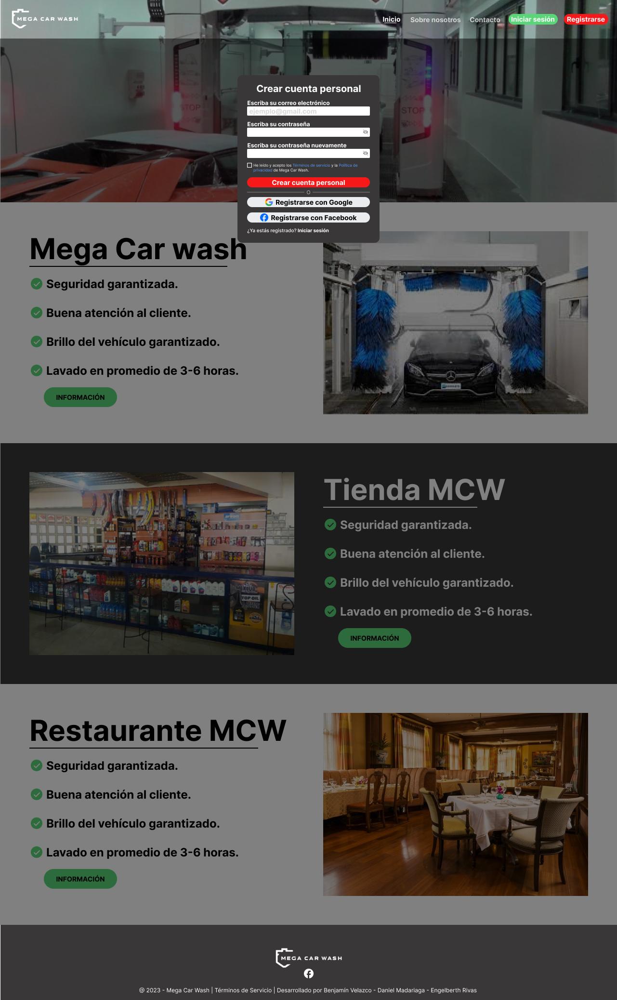 MEGA CAR WASH
Inicio
Sobre nosotros
Contacto
Iniciar sesión
Registrarse
STOP
STOP
Crear cuenta personal
Escriba su correo electrónico
ejemplo@gmail.com
Escriba su contraseña
Escriba su contraseña nuevamente
He leído y acepto los Términos de servicio y la Política de
privacidad de Mega Car Wash.
Crear cuenta personal
O
Registrarse con Google
Registrarse con Facebook
¿Ya estás registrado? Iniciar sesión
Mega Car wash
Seguridad garantizada.
Buena atención al cliente.
Brillo del vehículo garantizado.
Lavado en promedio de 3-6 horas.
INFORMACIÓN
Tienda MCW
Seguridad garantizada.
Buena atención al cliente.
Brillo del vehículo garantizado.
Lavado en promedio de 3-6 horas.
INFORMACIÓN
arvon
MEXLUB
TOP OIL
Restaurante MCW
Seguridad garantizada.
Buena atención al cliente.
Brillo del vehículo garantizado.
Lavado en promedio de 3-6 horas.
INFORMACIÓN
MEGA CAR WASH
@ 2023 - Mega Car Wash | Términos de Servicio | Desarrollado por Benjamín Velazco - Daniel Madariaga - Engelberth Rivas